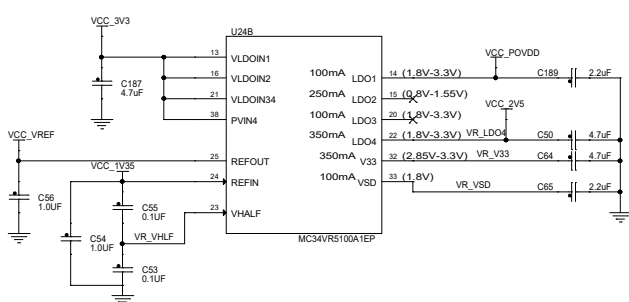 VCC_3V3
U24B
C187
4.7uF
13 VLDOIN1
16 VLDOIN2
21 VLDOIN34
38 PVIN4
VCC_VREF
25 REFOUT
VCC_1V35
24 REFIN
23 VHALF
C56
1.0UF
C55
0.1UF
C54
1.0UF
VR_VHLF
C53
0.1UF
100mA LDO1 14 (1.8V-3.3V)
VCC_POVDD
C189 2.2uF
250mA LDO2 15 (0.8V-1.55V)
100mA LDO3 20 (1.8V-3.3V)
VCC_2V5
350mA LDO4 22 (1.8V-3.3V) VR_LDO4 C50 4.7uF
350mA V33 32 (2.85V-3.3V) VR_V33 C64 4.7uF
100mA VSD 33 (1.8V) VR_VSD C65 2.2uF
MC34VR5100A1EP